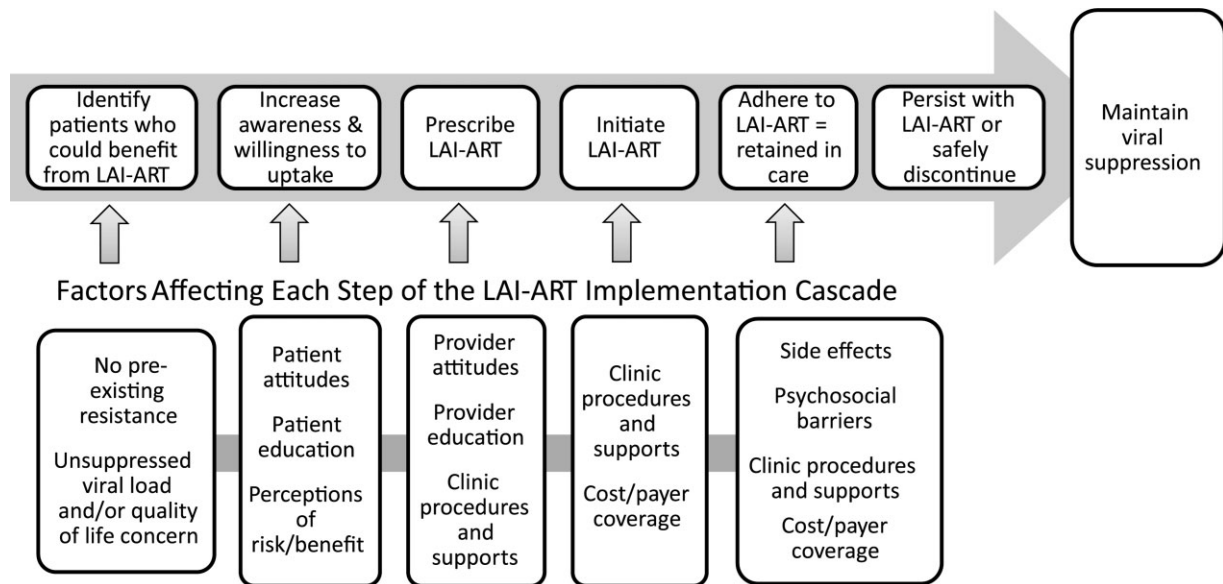 Identify
patients who
could benefit
from LAI-ART
Increase
awareness &
willingness to
uptake
Prescribe
LAI-ART
Initiate
LAI-ART
Adhere to
LAI-ART =
retained in
care
Persist with
LAI-ART or
safely
discontinue
Maintain
viral
suppression
Factors Affecting Each Step of the LAI-ART Implementation Cascade
No pre-
existing
resistance
Unsuppressed
viral load
and/or quality
of life concern
Patient
attitudes
Patient
education
Perceptions
of
risk/benefit
Provider
attitudes
Provider
education
Clinic
procedures
and
supports
Clinic
procedures
and
supports
Cost/payer
coverage
Side effects
Psychosocial
barriers
Clinic procedures
and supports
Cost/payer
coverage